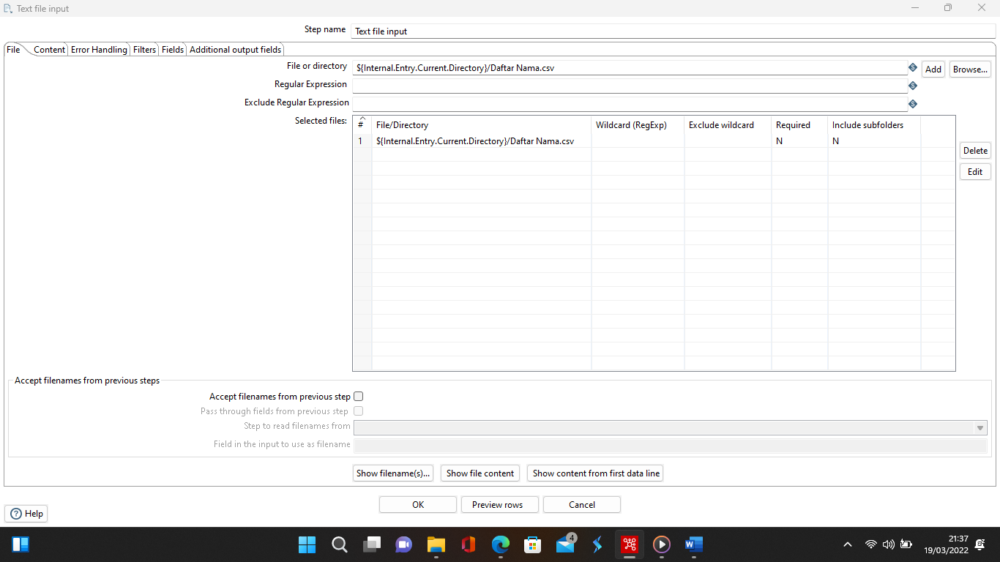 Text file input
Step name Text file input
File Content Error Handling Filters Fields Additional output fields
File or directory ${Internal.Entry.Current.Directory}/Daftar Nama.csv Add Browse...
Regular Expression
Exclude Regular Expression
Selected files: # File/Directory Wildcard (RegExp) Exclude wildcard Required Include subfolders
1 ${Internal.Entry.Current.Directory}/Daftar Nama.csv N N
Delete
Edit
Accept filenames from previous steps
Accept filenames from previous step
Pass through fields from previous step
Step to read filenames from
Field in the input to use as filename
Show filename(s)... Show file content Show content from first data line
OK Preview rows Cancel
Help
4
21:37
19/03/2022